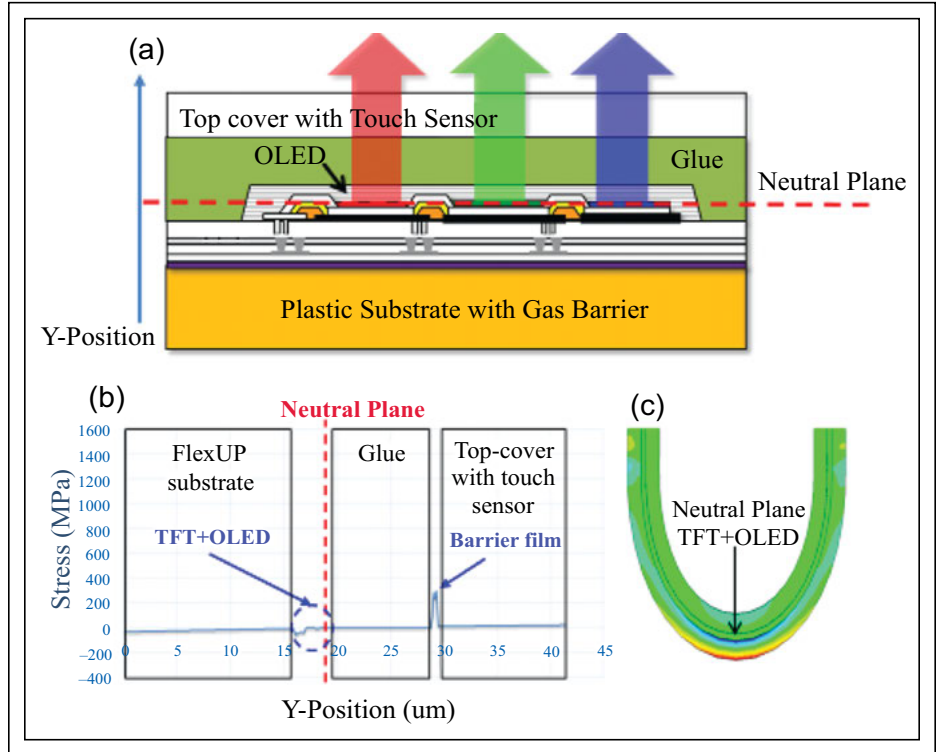 (a)
Top cover with Touch Sensor
OLED
Glue
Neutral Plane
Plastic Substrate with Gas Barrier
Y-Position
(b)
Neutral Plane
1600
1400
1200
1000
800
600
400
200
0
–200
–400
Stress (MPa)
FlexUP
substrate
Glue
Top-cover
with touch
sensor
TFT+OLED
Barrier film
0
5
10
15
20
25
30
35
40
45
Y-Position (um)
(c)
Neutral Plane
TFT+OLED